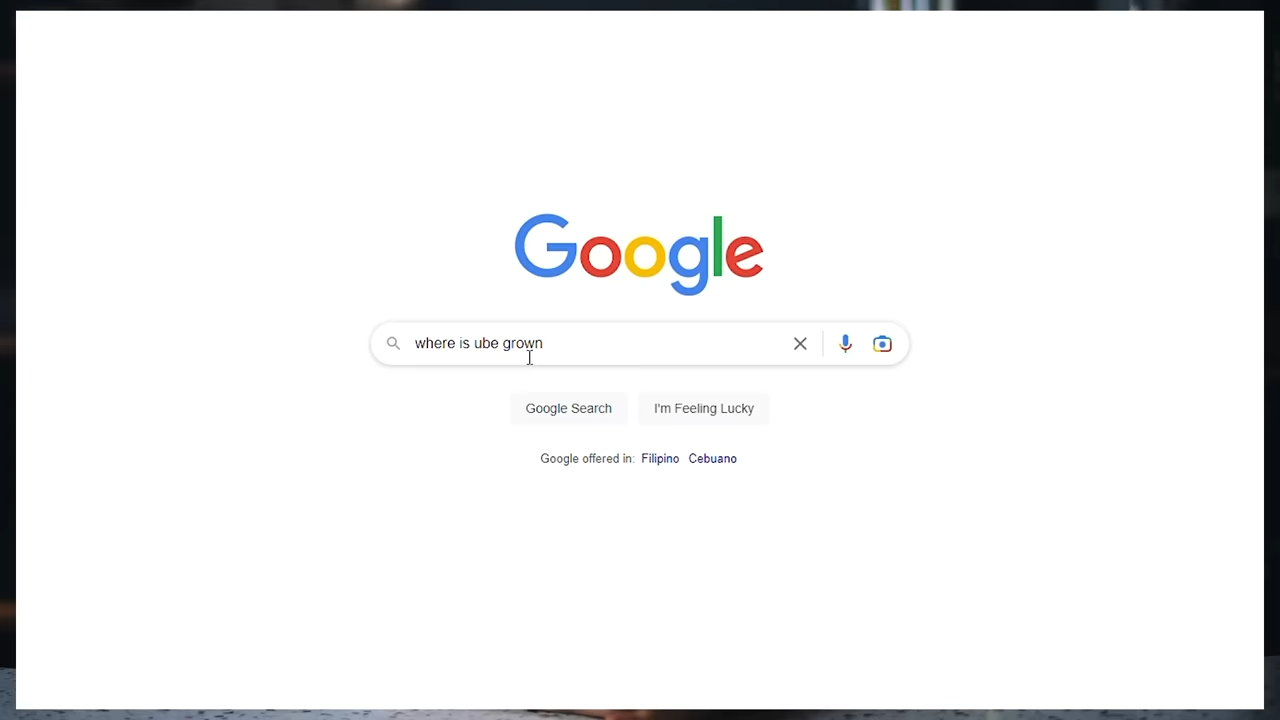 Google
where is ube grown
Google Search
I'm Feeling Lucky
Google offered in: Filipino Cebuano